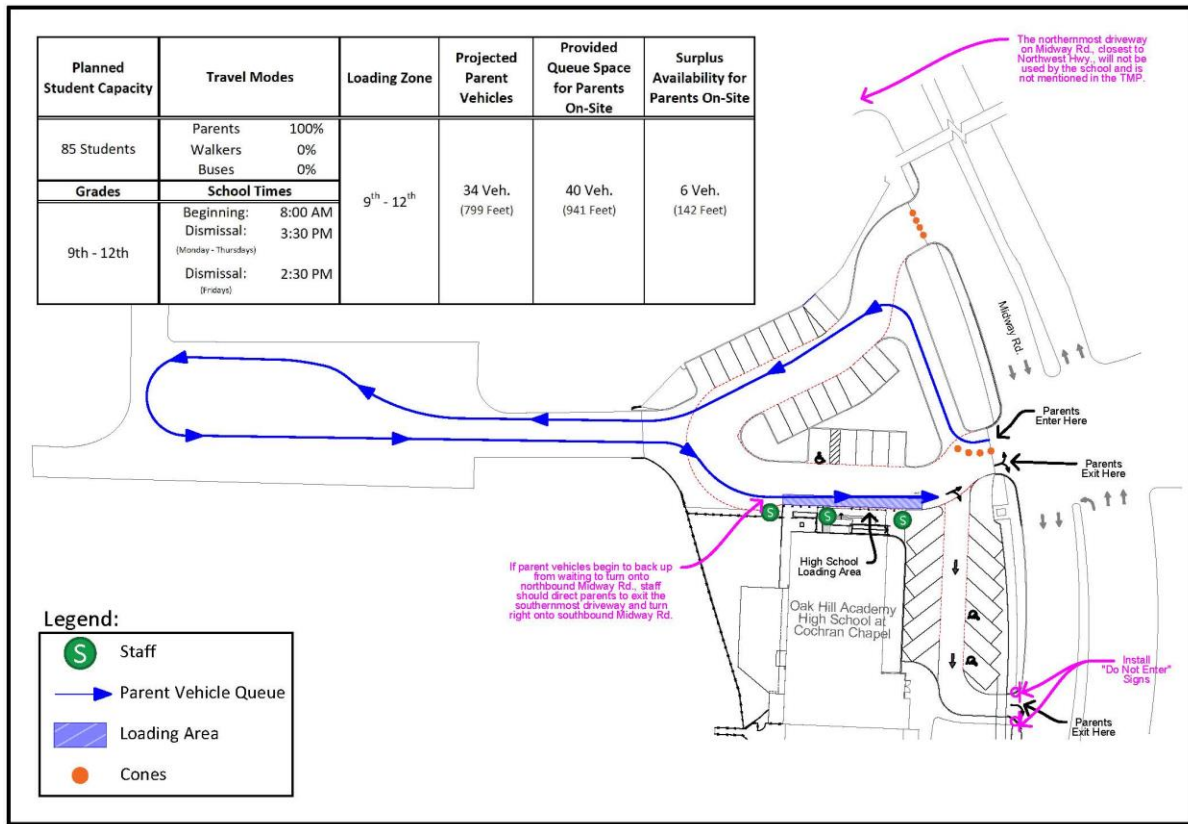 Planned
Student Capacity
Travel Modes
Loading Zone
Projected
Parent
Vehicles
Provided
Queue Space
for Parents
On-Site
Surplus
Availability for
Parents On-Site
85 Students
Parents 100%
Walkers 0%
Buses 0%
Grades
School Times
9th - 12th
Beginning: 8:00 AM
Dismissal: 3:30 PM
(Monday - Thursdays)
Dismissal: 2:30 PM
(Fridays)
9th - 12th
34 Veh.
(799 Feet)
40 Veh.
(941 Feet)
6 Veh.
(142 Feet)
The northernmost driveway
on Midway Rd., closest to
Northwest Hwy., will not be
used by the school and is
not mentioned in the TMP.
Midway Rd.
Parents
Enter Here
Parents
Exit Here
If parent vehicles begin to back up
from waiting to turn onto
northbound Midway Rd., staff
should direct parents to exit the
southernmost driveway and turn
right onto southbound Midway Rd.
S
S
S
High School
Loading Area
Oak Hill Academy
High School at
Cochran Chapel
Install
"Do Not Enter"
Signs
Parents
Exit Here
Legend:
S Staff
Parent Vehicle Queue
Loading Area
Cones